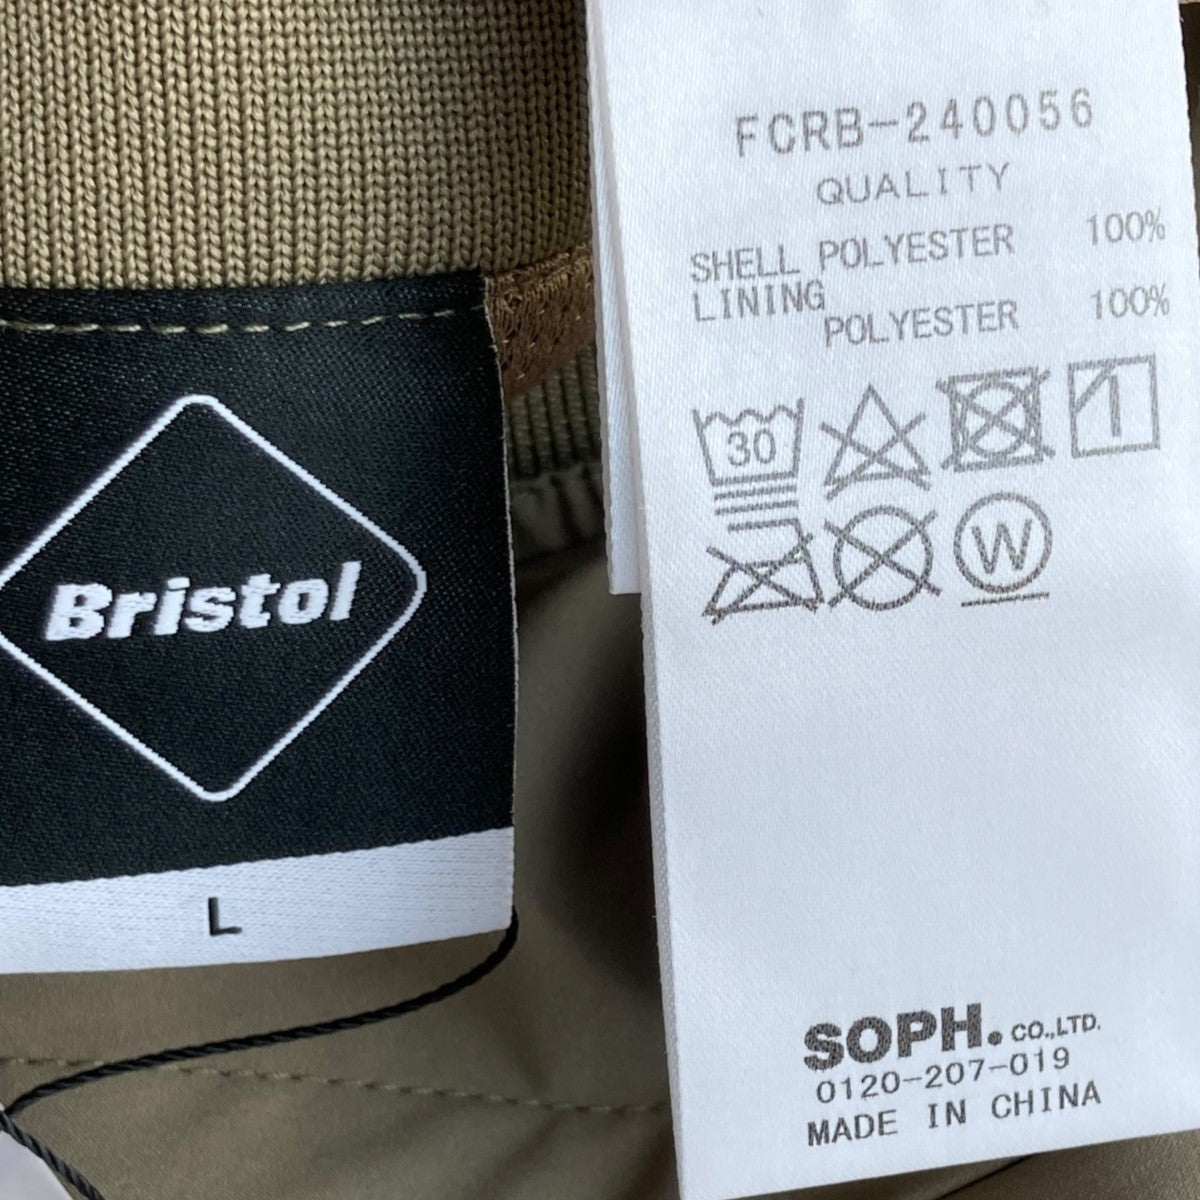 Bristol
L
FCRB-240056
QUALITY
SHELL POLYESTER 100%
LINING
POLYESTER 100%
30
W
SOPH. CO.,LTD.
0120-207-019
MADE IN CHINA